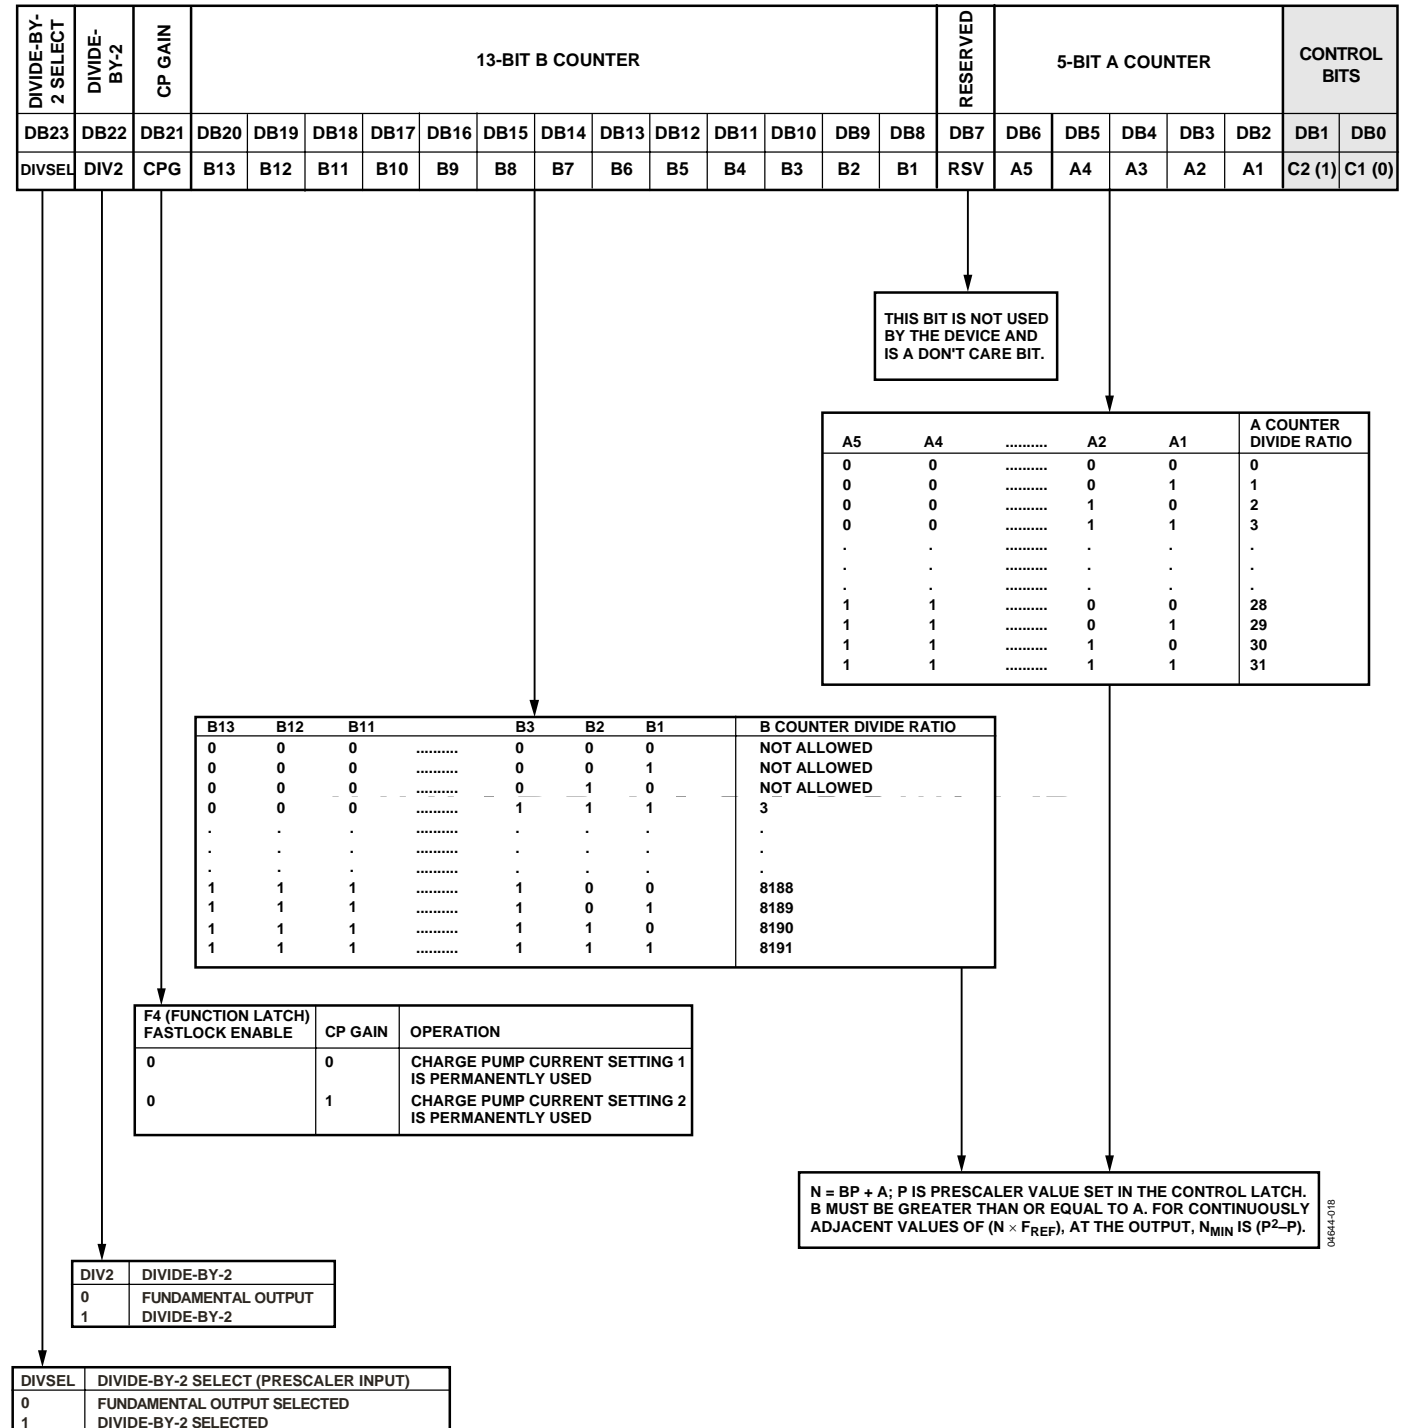 DIVIDE-BY-
2 SELECT
DIVIDE-
BY-2
CP GAIN
13-BIT B COUNTER
RESERVED
5-BIT A COUNTER
CONTROL
BITS
DB23 DB22 DB21 DB20 DB19 DB18 DB17 DB16 DB15 DB14 DB13 DB12 DB11 DB10 DB9 DB8 DB7 DB6 DB5 DB4 DB3 DB2 DB1 DB0
DIVSEL DIV2 CPG B13 B12 B11 B10 B9 B8 B7 B6 B5 B4 B3 B2 B1 RSV A5 A4 A3 A2 A1 C2 (1) C1 (0)
THIS BIT IS NOT USED
BY THE DEVICE AND
IS A DON'T CARE BIT.
A COUNTER
A5 A4 .......... A2 A1 DIVIDE RATIO
0 0 .......... 0 0 0
0 0 .......... 0 1 1
0 0 .......... 1 0 2
0 0 .......... 1 1 3
. . .......... . . .
. . .......... . . .
. . .......... . . .
1 1 .......... 0 0 28
1 1 .......... 0 1 29
1 1 .......... 1 0 30
1 1 .......... 1 1 31
B13 B12 B11 B3 B2 B1 B COUNTER DIVIDE RATIO
0 0 0 .......... 0 0 0 NOT ALLOWED
0 0 0 .......... 0 0 1 NOT ALLOWED
0 0 0 .......... 0 1 0 NOT ALLOWED
0 0 0 .......... 1 1 1 3
. . . .......... . . . .
. . . .......... . . . .
. . . .......... . . . .
1 1 1 .......... 1 0 0 8188
1 1 1 .......... 1 0 1 8189
1 1 1 .......... 1 1 0 8190
1 1 1 .......... 1 1 1 8191
F4 (FUNCTION LATCH)
FASTLOCK ENABLE CP GAIN OPERATION
0 0 CHARGE PUMP CURRENT SETTING 1
IS PERMANENTLY USED
0 1 CHARGE PUMP CURRENT SETTING 2
IS PERMANENTLY USED
N = BP + A; P IS PRESCALER VALUE SET IN THE CONTROL LATCH.
B MUST BE GREATER THAN OR EQUAL TO A. FOR CONTINUOUSLY
ADJACENT VALUES OF (N × FREF), AT THE OUTPUT, NMIN IS (P2–P).
04644-018
DIV2 DIVIDE-BY-2
0 FUNDAMENTAL OUTPUT
1 DIVIDE-BY-2
DIVSEL DIVIDE-BY-2 SELECT (PRESCALER INPUT)
0 FUNDAMENTAL OUTPUT SELECTED
1 DIVIDE-BY-2 SELECTED